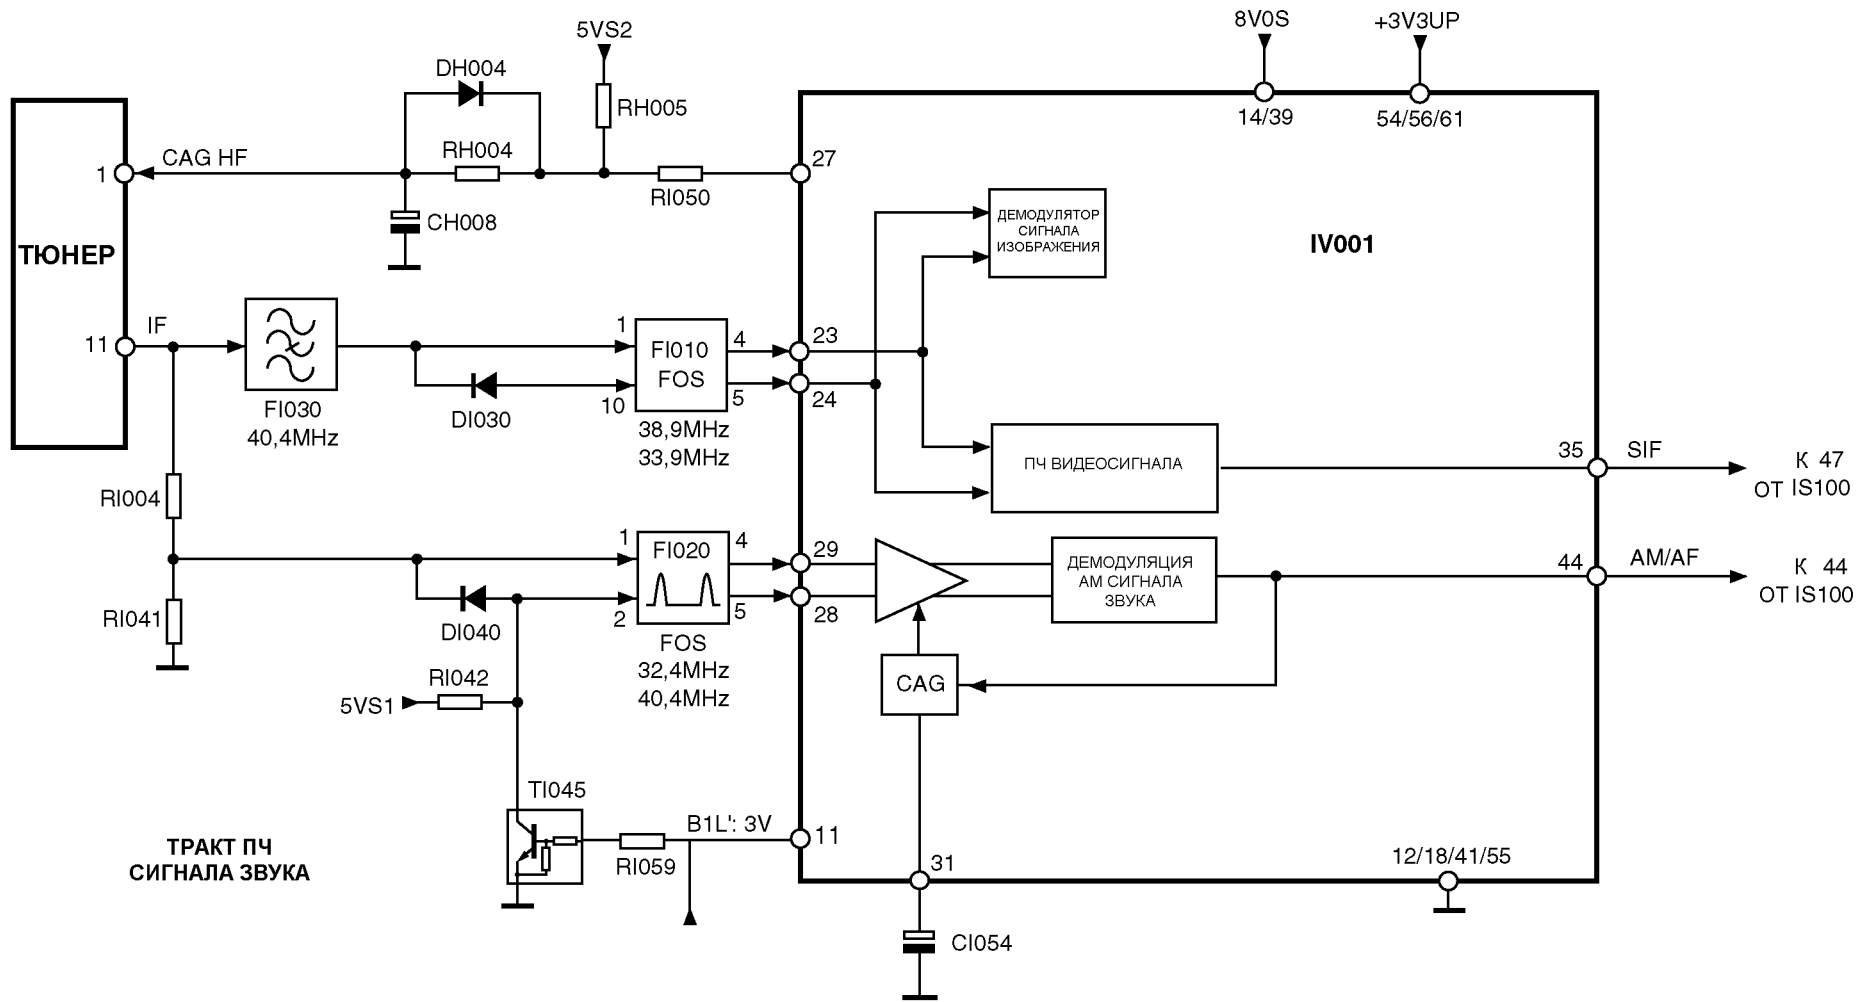 8V0S
+3V3UP
5VS2
DH004
RH005
14/39
54/56/61
CAG HF
RH004
27
1
RI050
CH008
ТЮНЕР
ДЕМОДУЛЯТОР
СИГНАЛА
ИЗОБРАЖЕНИЯ
IV001
IF
11
1
FI010
FOS
4
23
10
5
24
FI030
40,4MHz
DI030
38,9MHz
33,9MHz
ПЧ ВИДЕОСИГНАЛА
35
SIF
К 47
ОТ IS100
RI004
1
FI020
4
29
ДЕМОДУЛЯЦИЯ
АМ СИГНАЛА
ЗВУКА
44
AM/AF
К 44
ОТ IS100
RI041
DI040
2
5
28
FOS
32,4MHz
40,4MHz
RI042
5VS1
CAG
TI045
B1L': 3V
11
RI059
ТРАКТ ПЧ
СИГНАЛА ЗВУКА
31
12/18/41/55
CI054